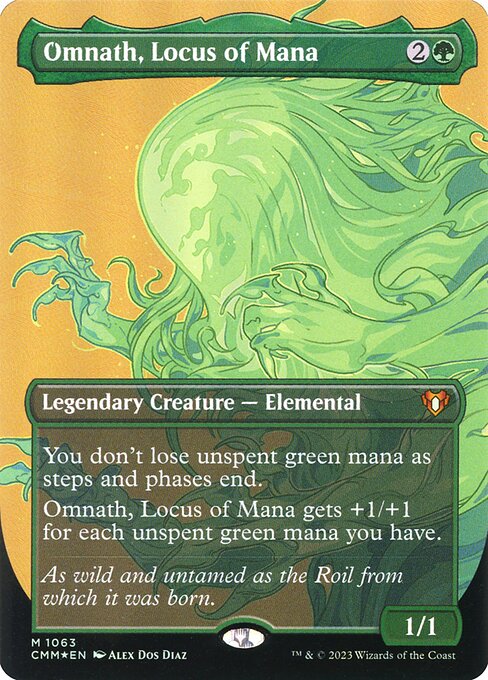 Omnath, Locus of Mana 2
Legendary Creature — Elemental
You don't lose unspent green mana as
steps and phases end.
Omnath, Locus of Mana gets +1/+1
for each unspent green mana you have.
As wild and untamed as the Roil from
which it was born.
1/1
M 1063
CMM★EN Alex Dos Diaz
™ & © 2023 Wizards of the Coast